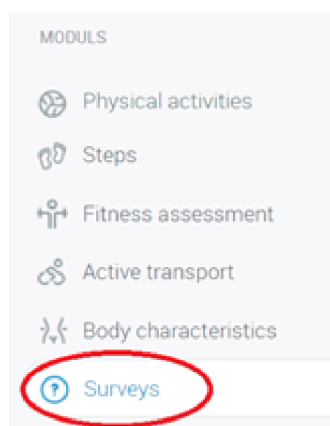 MODULS
Physical activities
Steps
Fitness assessment
Active transport
Body characteristics
? Surveys